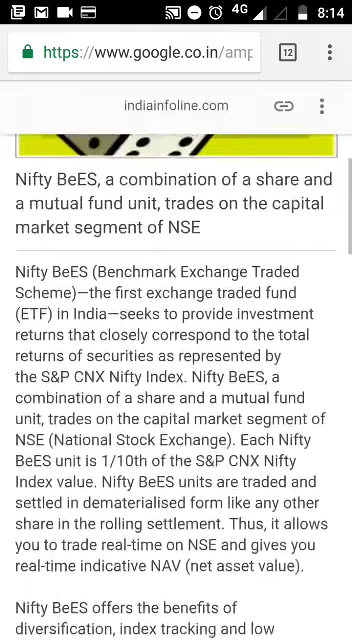 4G 8:14
https://www.google.co.in/amp
12
indiainfoline.com
Nifty BeES, a combination of a share and
a mutual fund unit, trades on the capital
market segment of NSE
Nifty BeES (Benchmark Exchange Traded
Scheme)—the first exchange traded fund
(ETF) in India—seeks to provide investment
returns that closely correspond to the total
returns of securities as represented by
the S&P CNX Nifty Index. Nifty BeES, a
combination of a share and a mutual fund
unit, trades on the capital market segment of
NSE (National Stock Exchange). Each Nifty
BeES unit is 1/10th of the S&P CNX Nifty
Index value. Nifty BeES units are traded and
settled in dematerialised form like any other
share in the rolling settlement. Thus, it allows
you to trade real-time on NSE and gives you
real-time indicative NAV (net asset value).
Nifty BeES offers the benefits of
diversification, index tracking and low